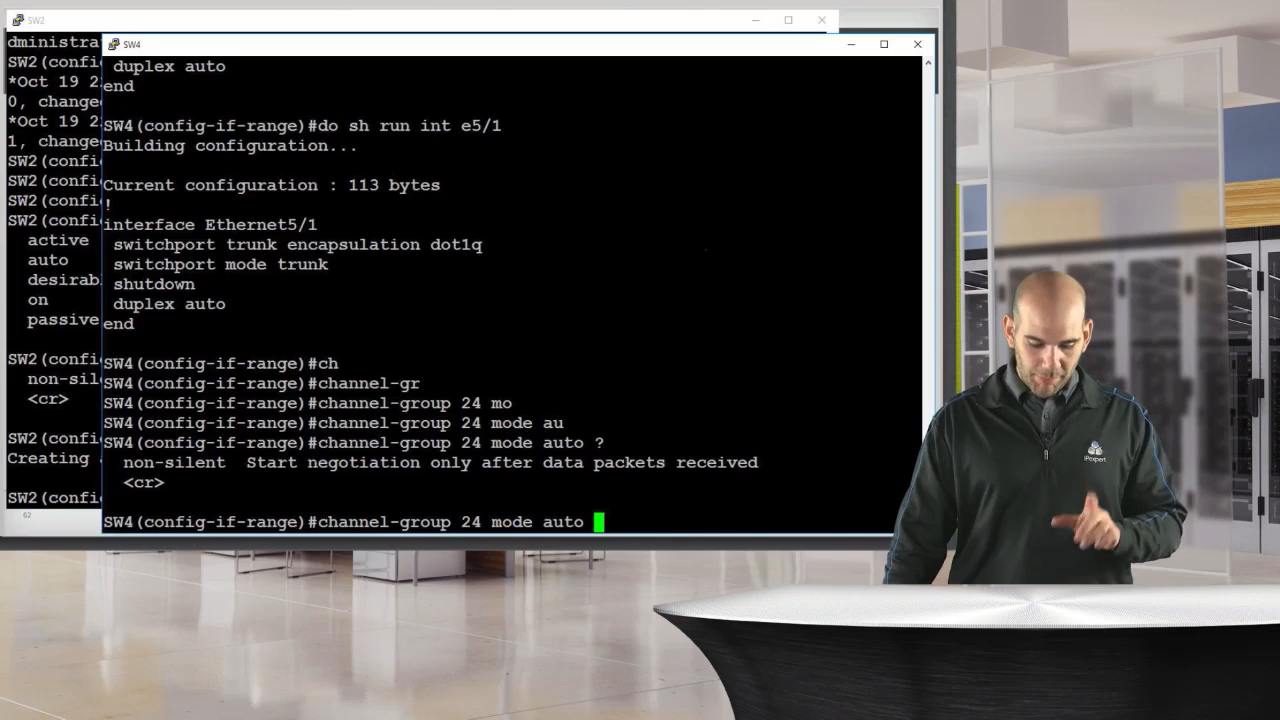 SW2
dministra
SW2(confi
*Oct 19 2
0, change
*Oct 19 2
1, change
SW2(confi
SW2(confi
SW2(confi
SW2(confi
active
auto
desirab
on
passive
SW2(conf
non-sil
<cr>
SW2(conf
Creating
SW2(conf
62
SW4
duplex auto
end
SW4(config-if-range)#do sh run int e5/1
Building configuration...
Current configuration : 113 bytes
!
interface Ethernet5/1
switchport trunk encapsulation dot1q
switchport mode trunk
shutdown
duplex auto
end
SW4(config-if-range)#ch
SW4(config-if-range)#channel-gr
SW4(config-if-range)#channel-group 24 mo
SW4(config-if-range)#channel-group 24 mode au
SW4(config-if-range)#channel-group 24 mode auto ?
non-silent Start negotiation only after data packets received
<cr>
SW4(config-if-range)#channel-group 24 mode auto
iPexpert